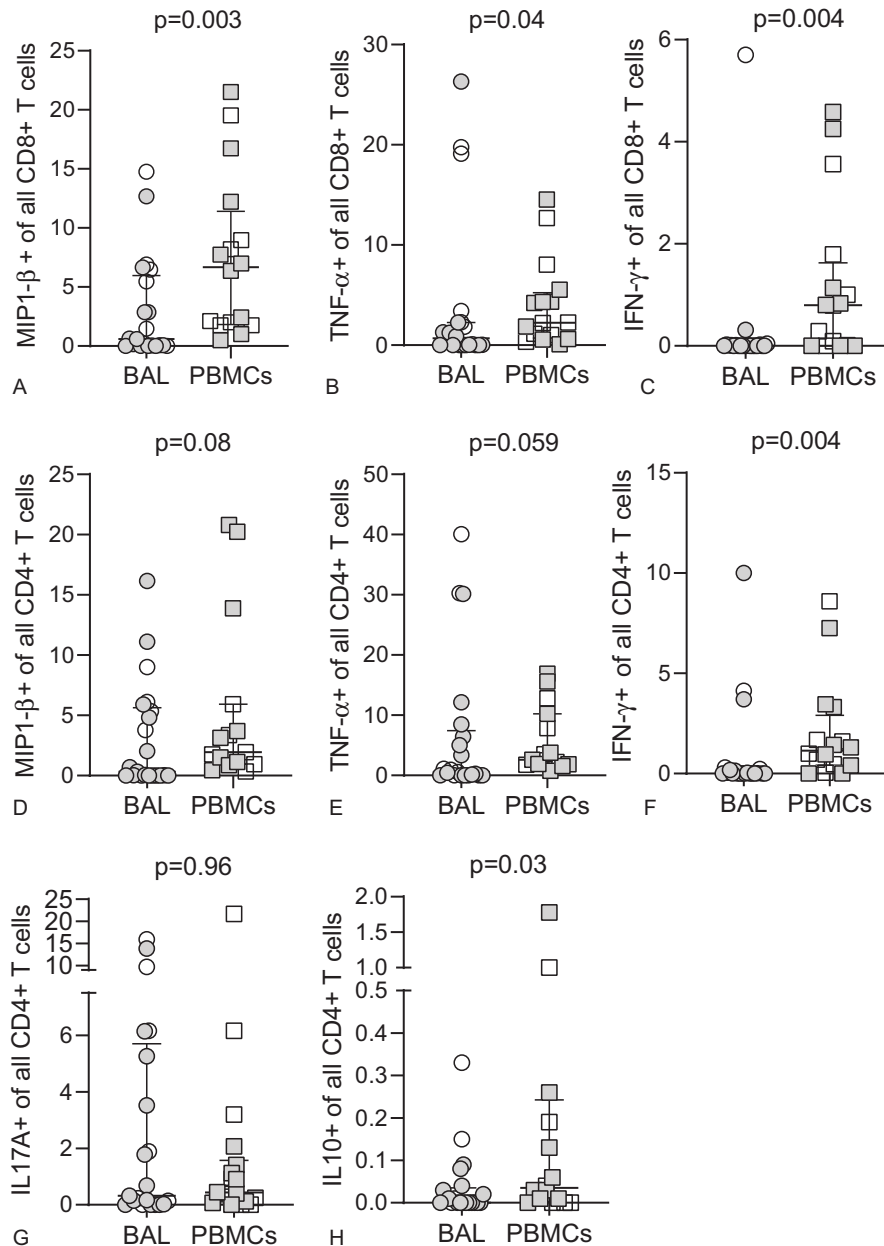 p=0.003
MIP1-β + of all CD8+ T cells
25
20
15
10
5
0
BAL PBMCs
A
p=0.04
TNF-α+ of all CD8+ T cells
30
20
10
0
BAL PBMCs
B
p=0.004
IFN-γ+ of all CD8+ T cells
6
4
2
0
BAL PBMCs
C
p=0.08
MIP1-β+ of all CD4+ T cells
25
20
15
10
5
0
BAL PBMCs
D
p=0.059
TNF-α+ of all CD4+ T cells
50
40
30
20
10
0
BAL PBMCs
E
p=0.004
IFN-γ+ of all CD4+ T cells
15
10
5
0
BAL PBMCs
F
p=0.96
IL17A+ of all CD4+ T cells
25
20
15
10
6
4
2
0
BAL PBMCs
G
p=0.03
IL10+ of all CD4+ T cells
2.0
1.5
1.0
0.5
0.4
0.3
0.2
0.1
0.0
BAL PBMCs
H